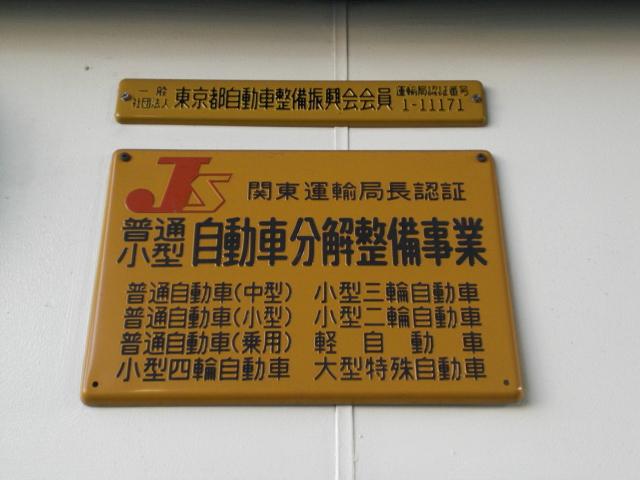 一般社団法人 東京都自動車整備振興会会員 運輸局認証番号 1-11171
JS 関東運輸局長認証
普通小型 自動車分解整備事業
普通自動車(中型) 小型三輪自動車
普通自動車(小型) 小型二輪自動車
普通自動車(乗用) 軽自動車
小型四輪自動車 大型特殊自動車